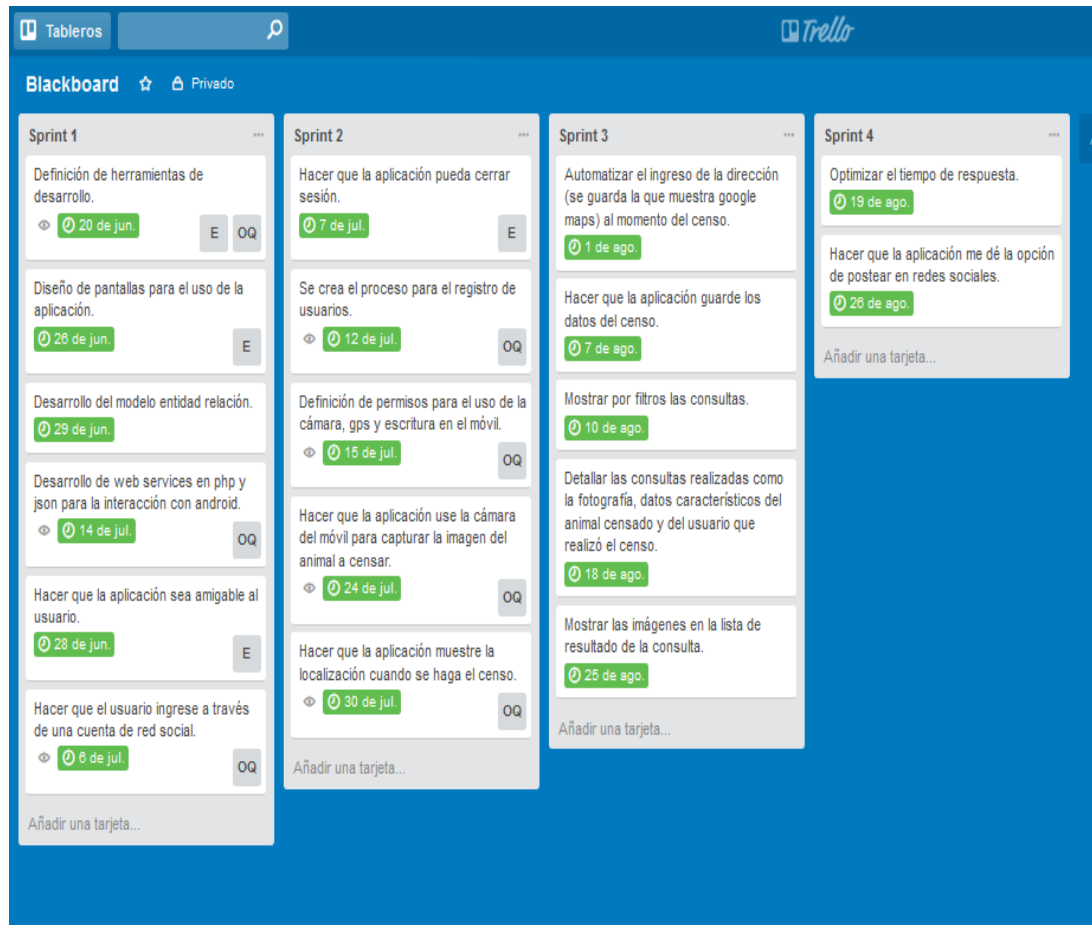 Tableros
Trello
Blackboard
Privado
Sprint 1
Definición de herramientas de
desarrollo.
20 de jun.
E OQ
Diseño de pantallas para el uso de la
aplicación.
26 de jun.
E
Desarrollo del modelo entidad relación.
29 de jun.
Desarrollo de web services en php y
json para la interacción con android.
14 de jul.
OQ
Hacer que la aplicación sea amigable al
usuario.
28 de jun.
E
Hacer que el usuario ingrese a través
de una cuenta de red social.
6 de jul.
OQ
Añadir una tarjeta...
Sprint 2
Hacer que la aplicación pueda cerrar
sesión.
7 de jul.
E
Se crea el proceso para el registro de
usuarios.
12 de jul.
OQ
Definición de permisos para el uso de la
cámara, gps y escritura en el móvil.
15 de jul.
OQ
Hacer que la aplicación use la cámara
del móvil para capturar la imagen del
animal a censar.
24 de jul.
OQ
Hacer que la aplicación muestre la
localización cuando se haga el censo.
30 de jul.
OQ
Añadir una tarjeta...
Sprint 3
Automatizar el ingreso de la dirección
(se guarda la que muestra google
maps) al momento del censo.
1 de ago.
Hacer que la aplicación guarde los
datos del censo.
7 de ago.
Mostrar por filtros las consultas.
10 de ago.
Detallar las consultas realizadas como
la fotografía, datos característicos del
animal censado y del usuario que
realizó el censo.
18 de ago.
Mostrar las imágenes en la lista de
resultado de la consulta.
25 de ago.
Añadir una tarjeta...
Sprint 4
Optimizar el tiempo de respuesta.
19 de ago.
Hacer que la aplicación me dé la opción
de postear en redes sociales.
26 de ago.
Añadir una tarjeta...